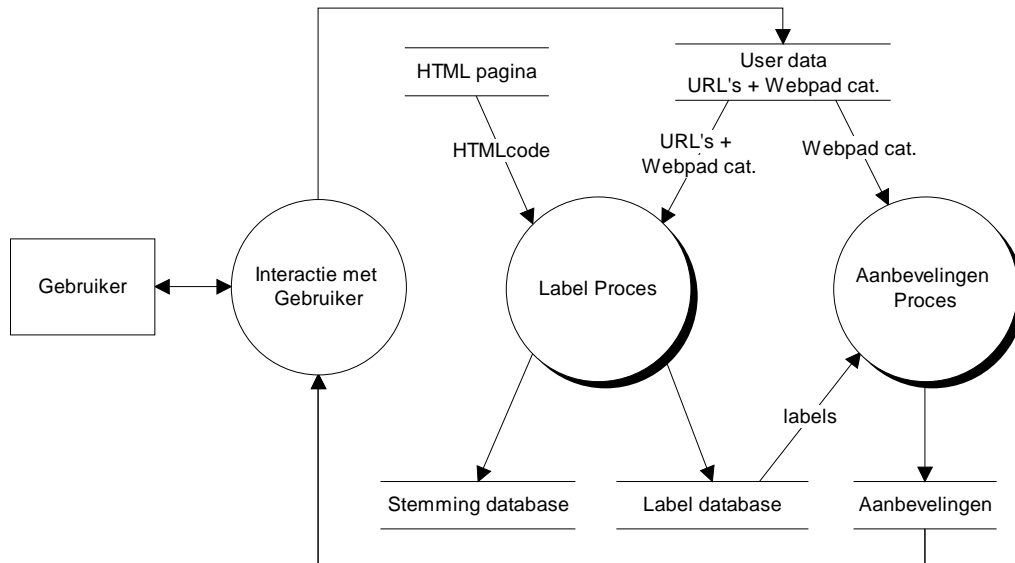 User data
URL's + Webpad cat.
HTML pagina
HTMLcode
URL's +
Webpad cat.
Webpad cat.
Gebruiker
Interactie met
Gebruiker
Label Proces
Aanbevelingen
Proces
labels
Stemming database
Label database
Aanbevelingen